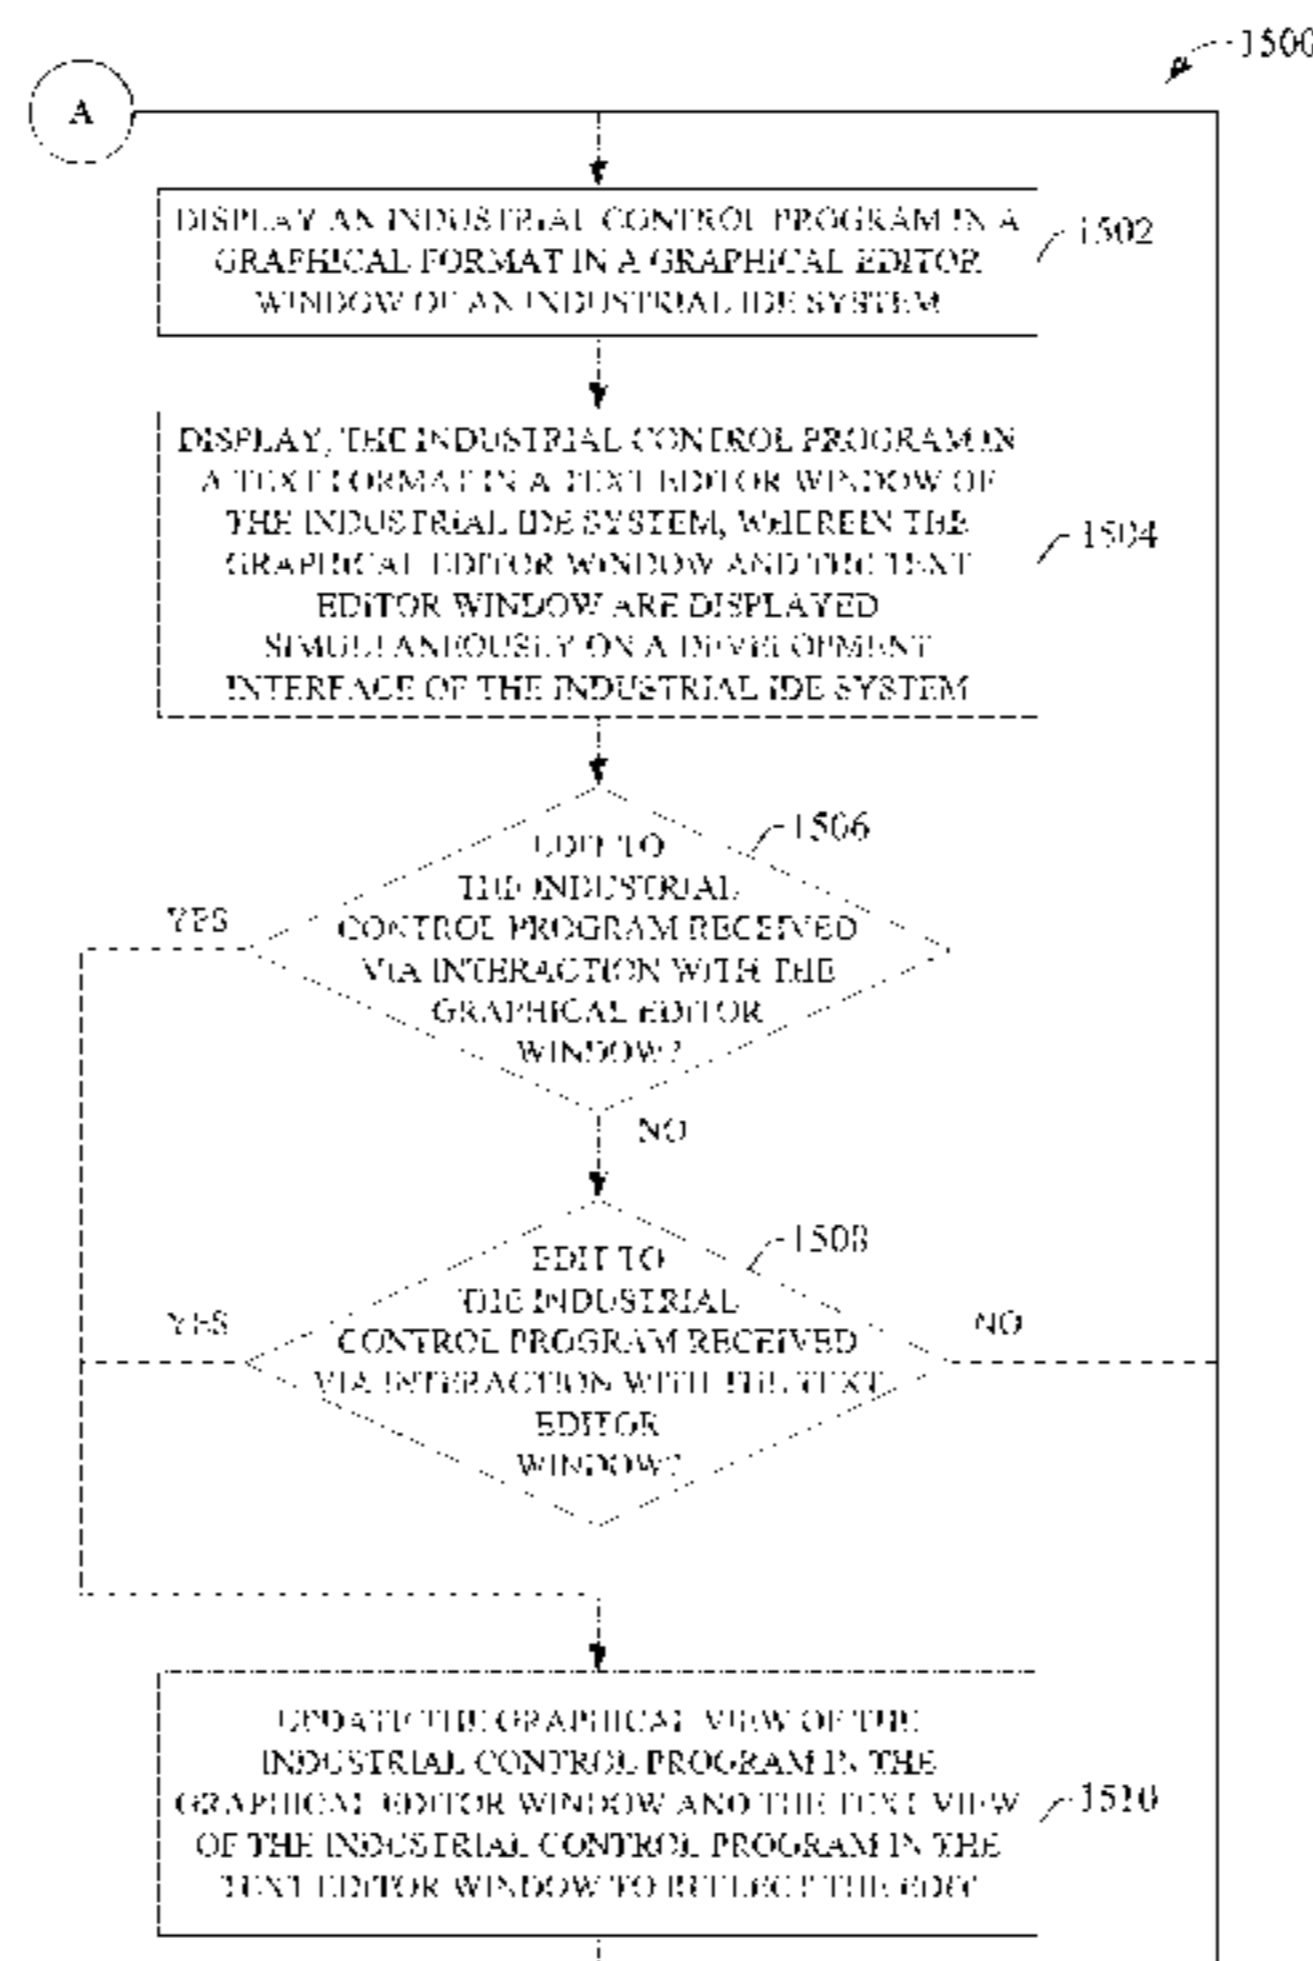 1500
A
DISPLAY AN INDUSTRIAL CONTROL PROGRAM IN A
GRAPHICAL FORMAT IN A GRAPHICAL EDITOR
WINDOW OF AN INDUSTRIAL IDE SYSTEM
1502
DISPLAY, THE INDUSTRIAL CONTROL PROGRAM IN
A TEXT FORMAT IN A TEXT EDITOR WINDOW OF
THE INDUSTRIAL IDE SYSTEM, WHEREIN THE
GRAPHICAL EDITOR WINDOW AND THE TEXT
EDITOR WINDOW ARE DISPLAYED
SIMULTANEOUSLY ON A DEVELOPMENT
INTERFACE OF THE INDUSTRIAL IDE SYSTEM
1504
EDIT TO
THE INDUSTRIAL
CONTROL PROGRAM RECEIVED
VIA INTERACTION WITH THE
GRAPHICAL EDITOR
WINDOW?
1506
YES
NO
EDIT TO
THE INDUSTRIAL
CONTROL PROGRAM RECEIVED
VIA INTERACTION WITH THE TEXT
EDITOR
WINDOW?
1508
YES
NO
UPDATE THE GRAPHICAL VIEW OF THE
INDUSTRIAL CONTROL PROGRAM IN THE
GRAPHICAL EDITOR WINDOW AND THE TEXT VIEW
OF THE INDUSTRIAL CONTROL PROGRAM IN THE
TEXT EDITOR WINDOW TO REFLECT THE EDIT
1510